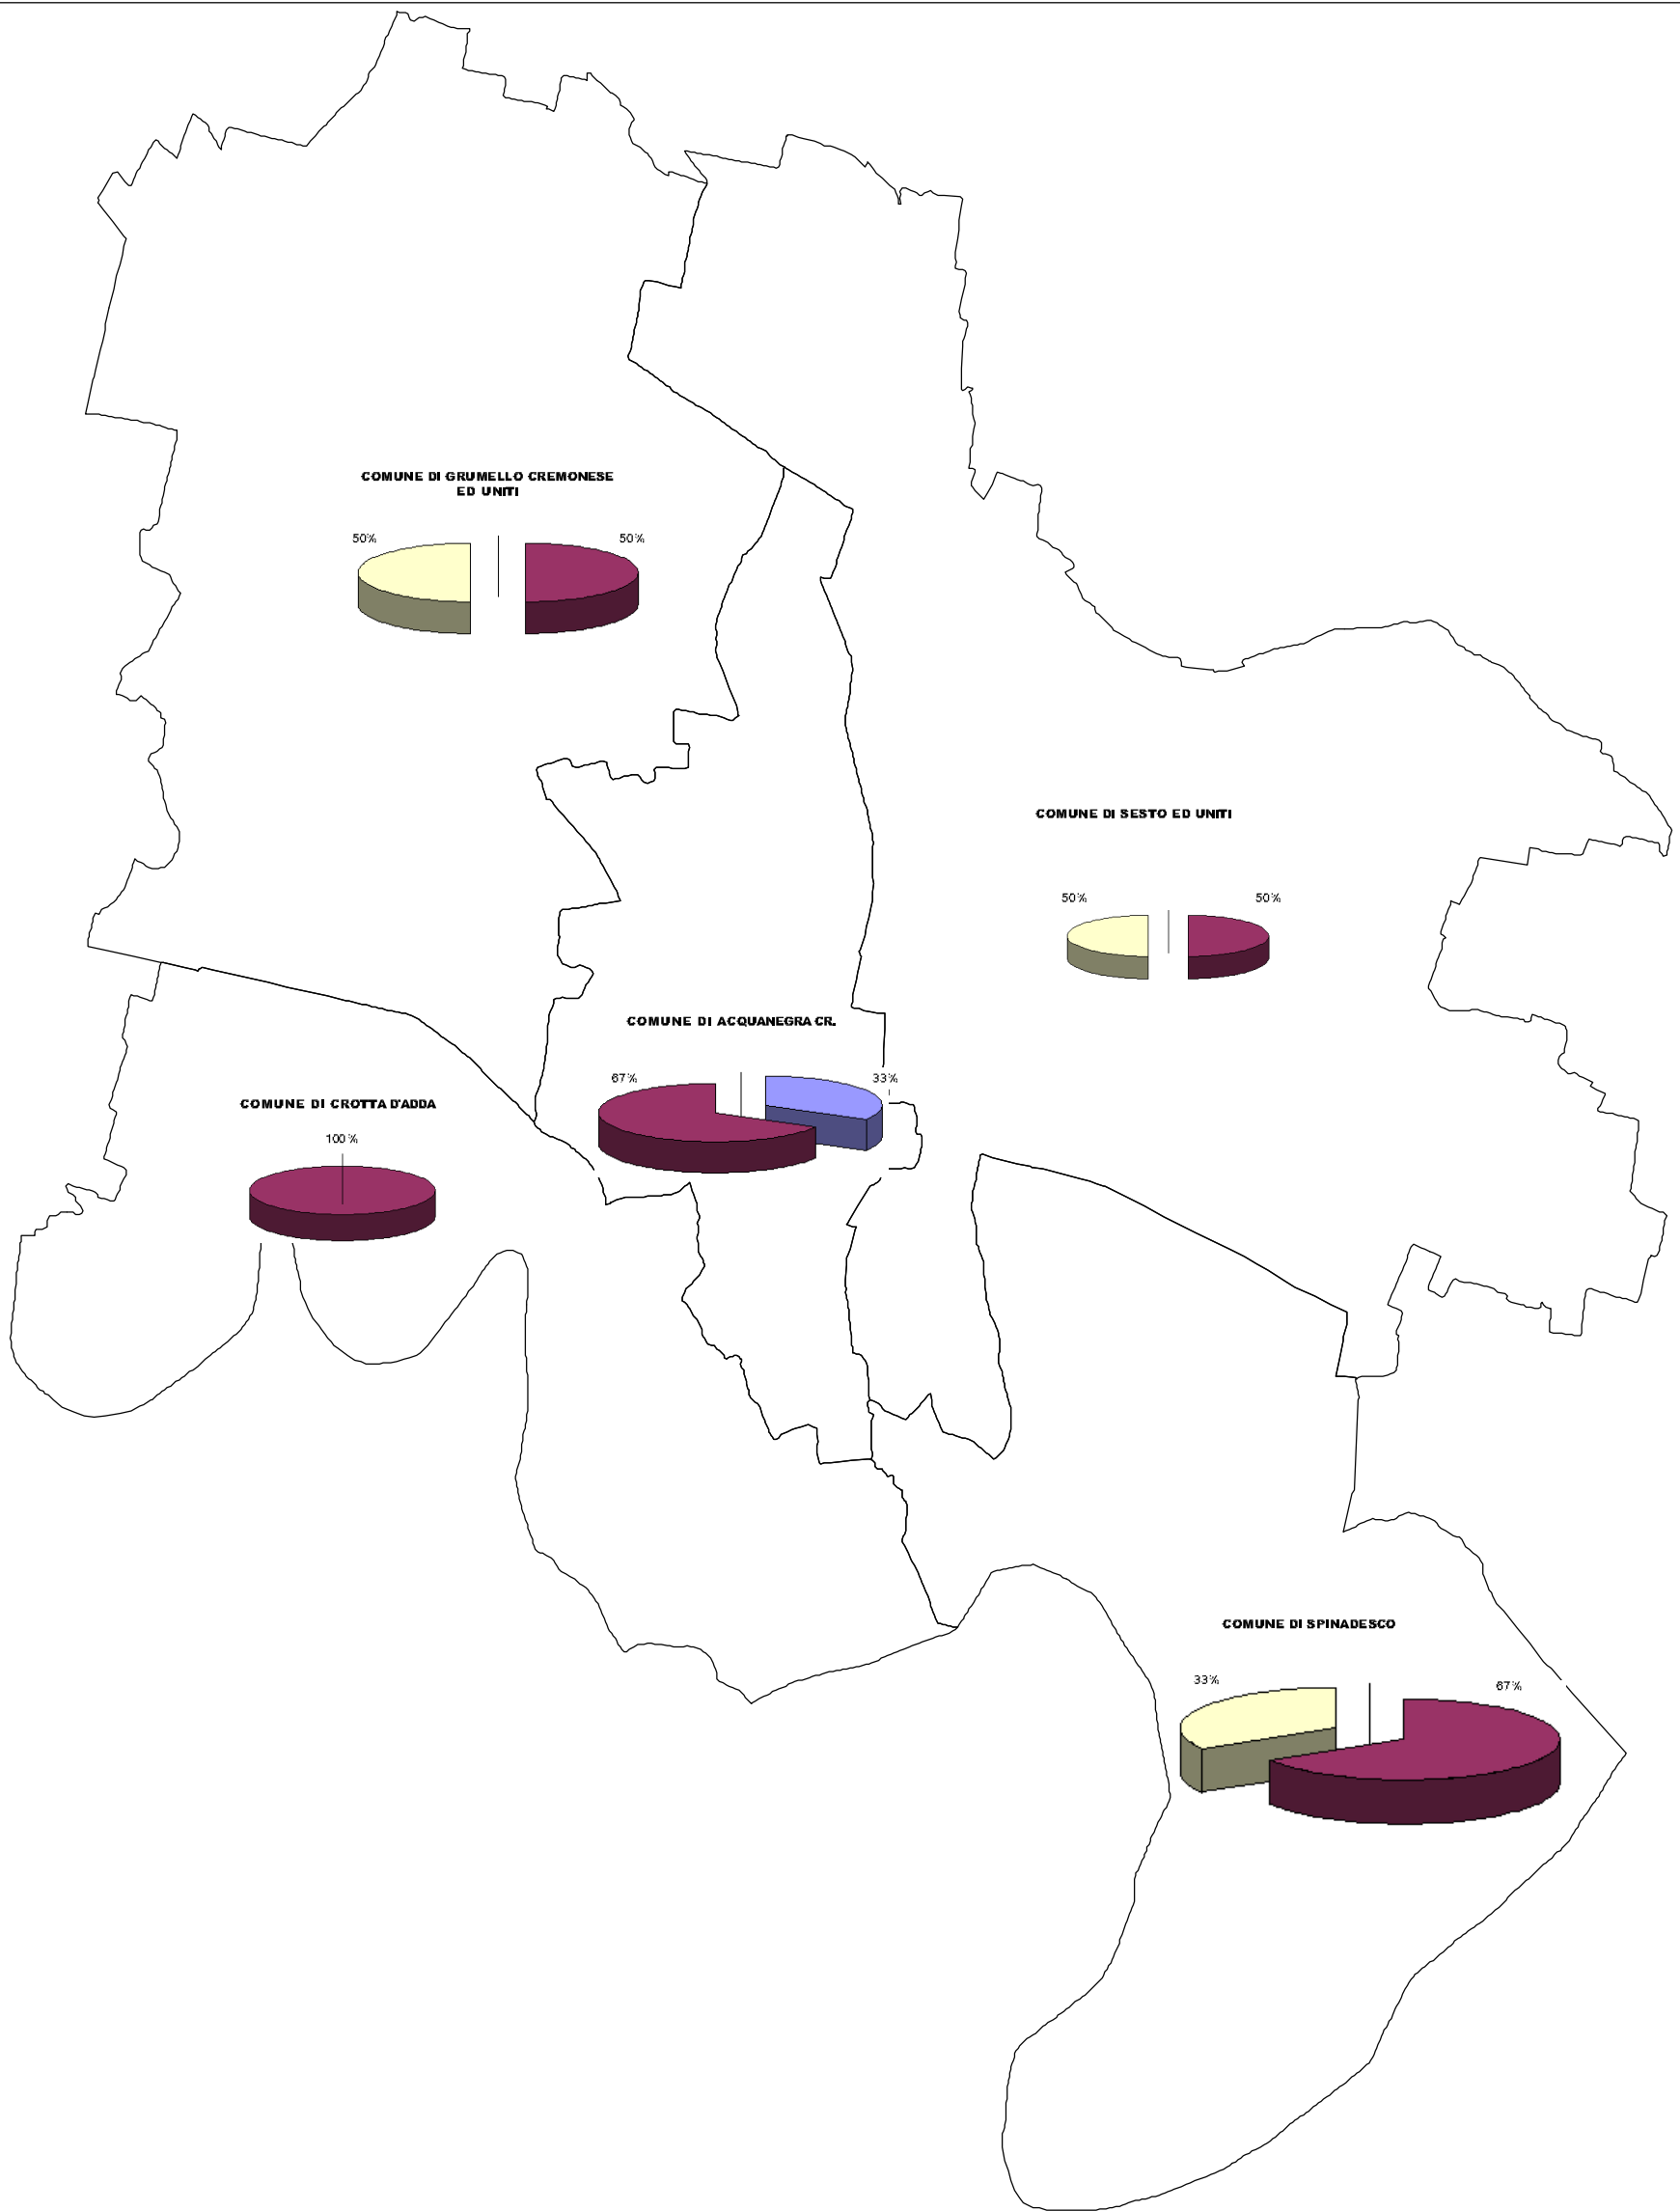 COMUNE DI GRUMELLO CREMONESE
ED UNITI
50%
50%
COMUNE DI SESTO ED UNITI
50%
50%
COMUNE DI ACQUANEGRA CR.
67%
33%
COMUNE DI CROTTA D'ADDA
100%
COMUNE DI SPINADESCO
33%
67%